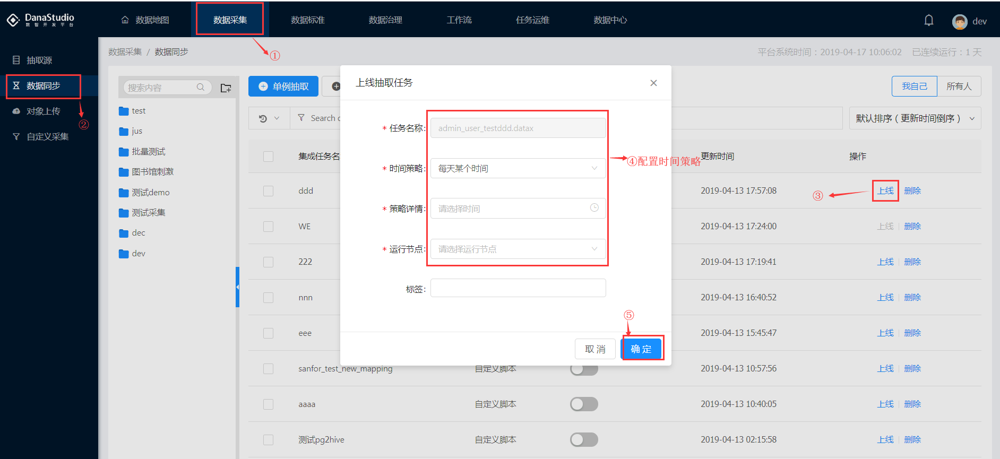 DanaStudio
数智开发平台
数据地图
数据采集
数据标准
数据治理
工作流
任务运维
数据中心
dev
①
抽取源
数据同步
对象上传
自定义采集
②
数据采集 / 数据同步
平台系统时间：2019-04-17 10:06:02 已连续运行：1 天
搜索内容
test
jus
批量测试
图书馆刺激
测试demo
测试采集
dec
dev
单例抽取
我自己
所有人
Search
默认排序（更新时间倒序）
集成任务名
更新时间
操作
ddd 2019-04-13 17:57:08 上线 删除
③
WE 2019-04-13 17:24:00 上线 删除
222 2019-04-13 17:19:41 上线 删除
nnn 2019-04-13 16:40:52 上线 删除
eee 2019-04-13 15:45:47 上线 删除
sanfor_test_new_mapping 自定义脚本 2019-04-13 10:57:56 上线 删除
aaaa 自定义脚本 2019-04-13 10:40:05 上线 删除
测试pg2hive 自定义脚本 2019-04-13 02:15:58 上线 删除
上线抽取任务
* 任务名称: admin_user_testddd.datax
* 时间策略: 每天某个时间
④配置时间策略
* 策略详情: 请选择时间
* 运行节点: 请选择运行节点
标签:
⑤
取 消
确 定